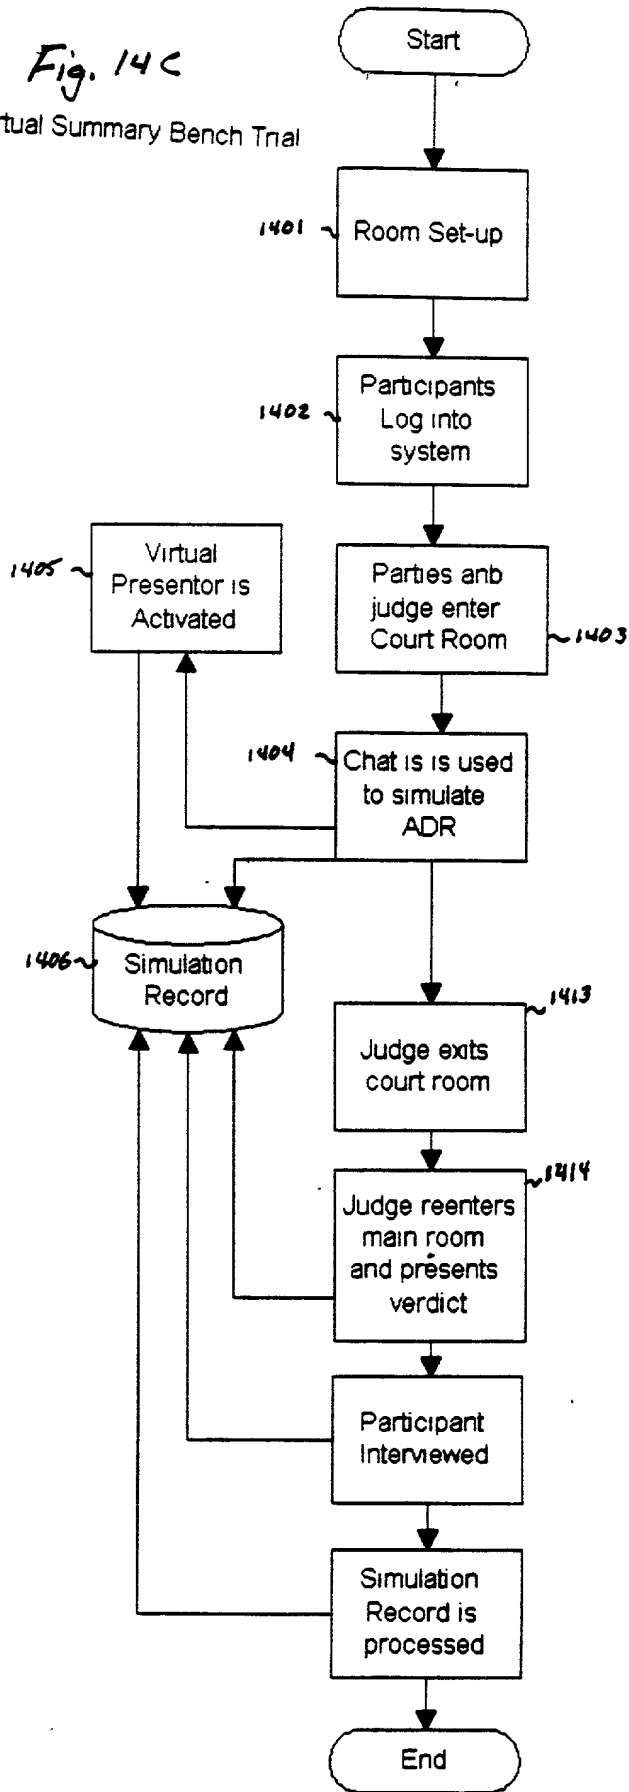 Start
Fig. 14C
tual Summary Bench Trial
1401
Room Set-up
1402
Participants
Log into
system
1405
Virtual
Presentor is
Activated
Parties anb
judge enter
Court Room
1403
1404
Chat is is used
to simulate
ADR
1406
Simulation
Record
1413
Judge exits
court room
1414
Judge reenters
main room
and presents
verdict
Participant
Interviewed
Simulation
Record is
processed
End